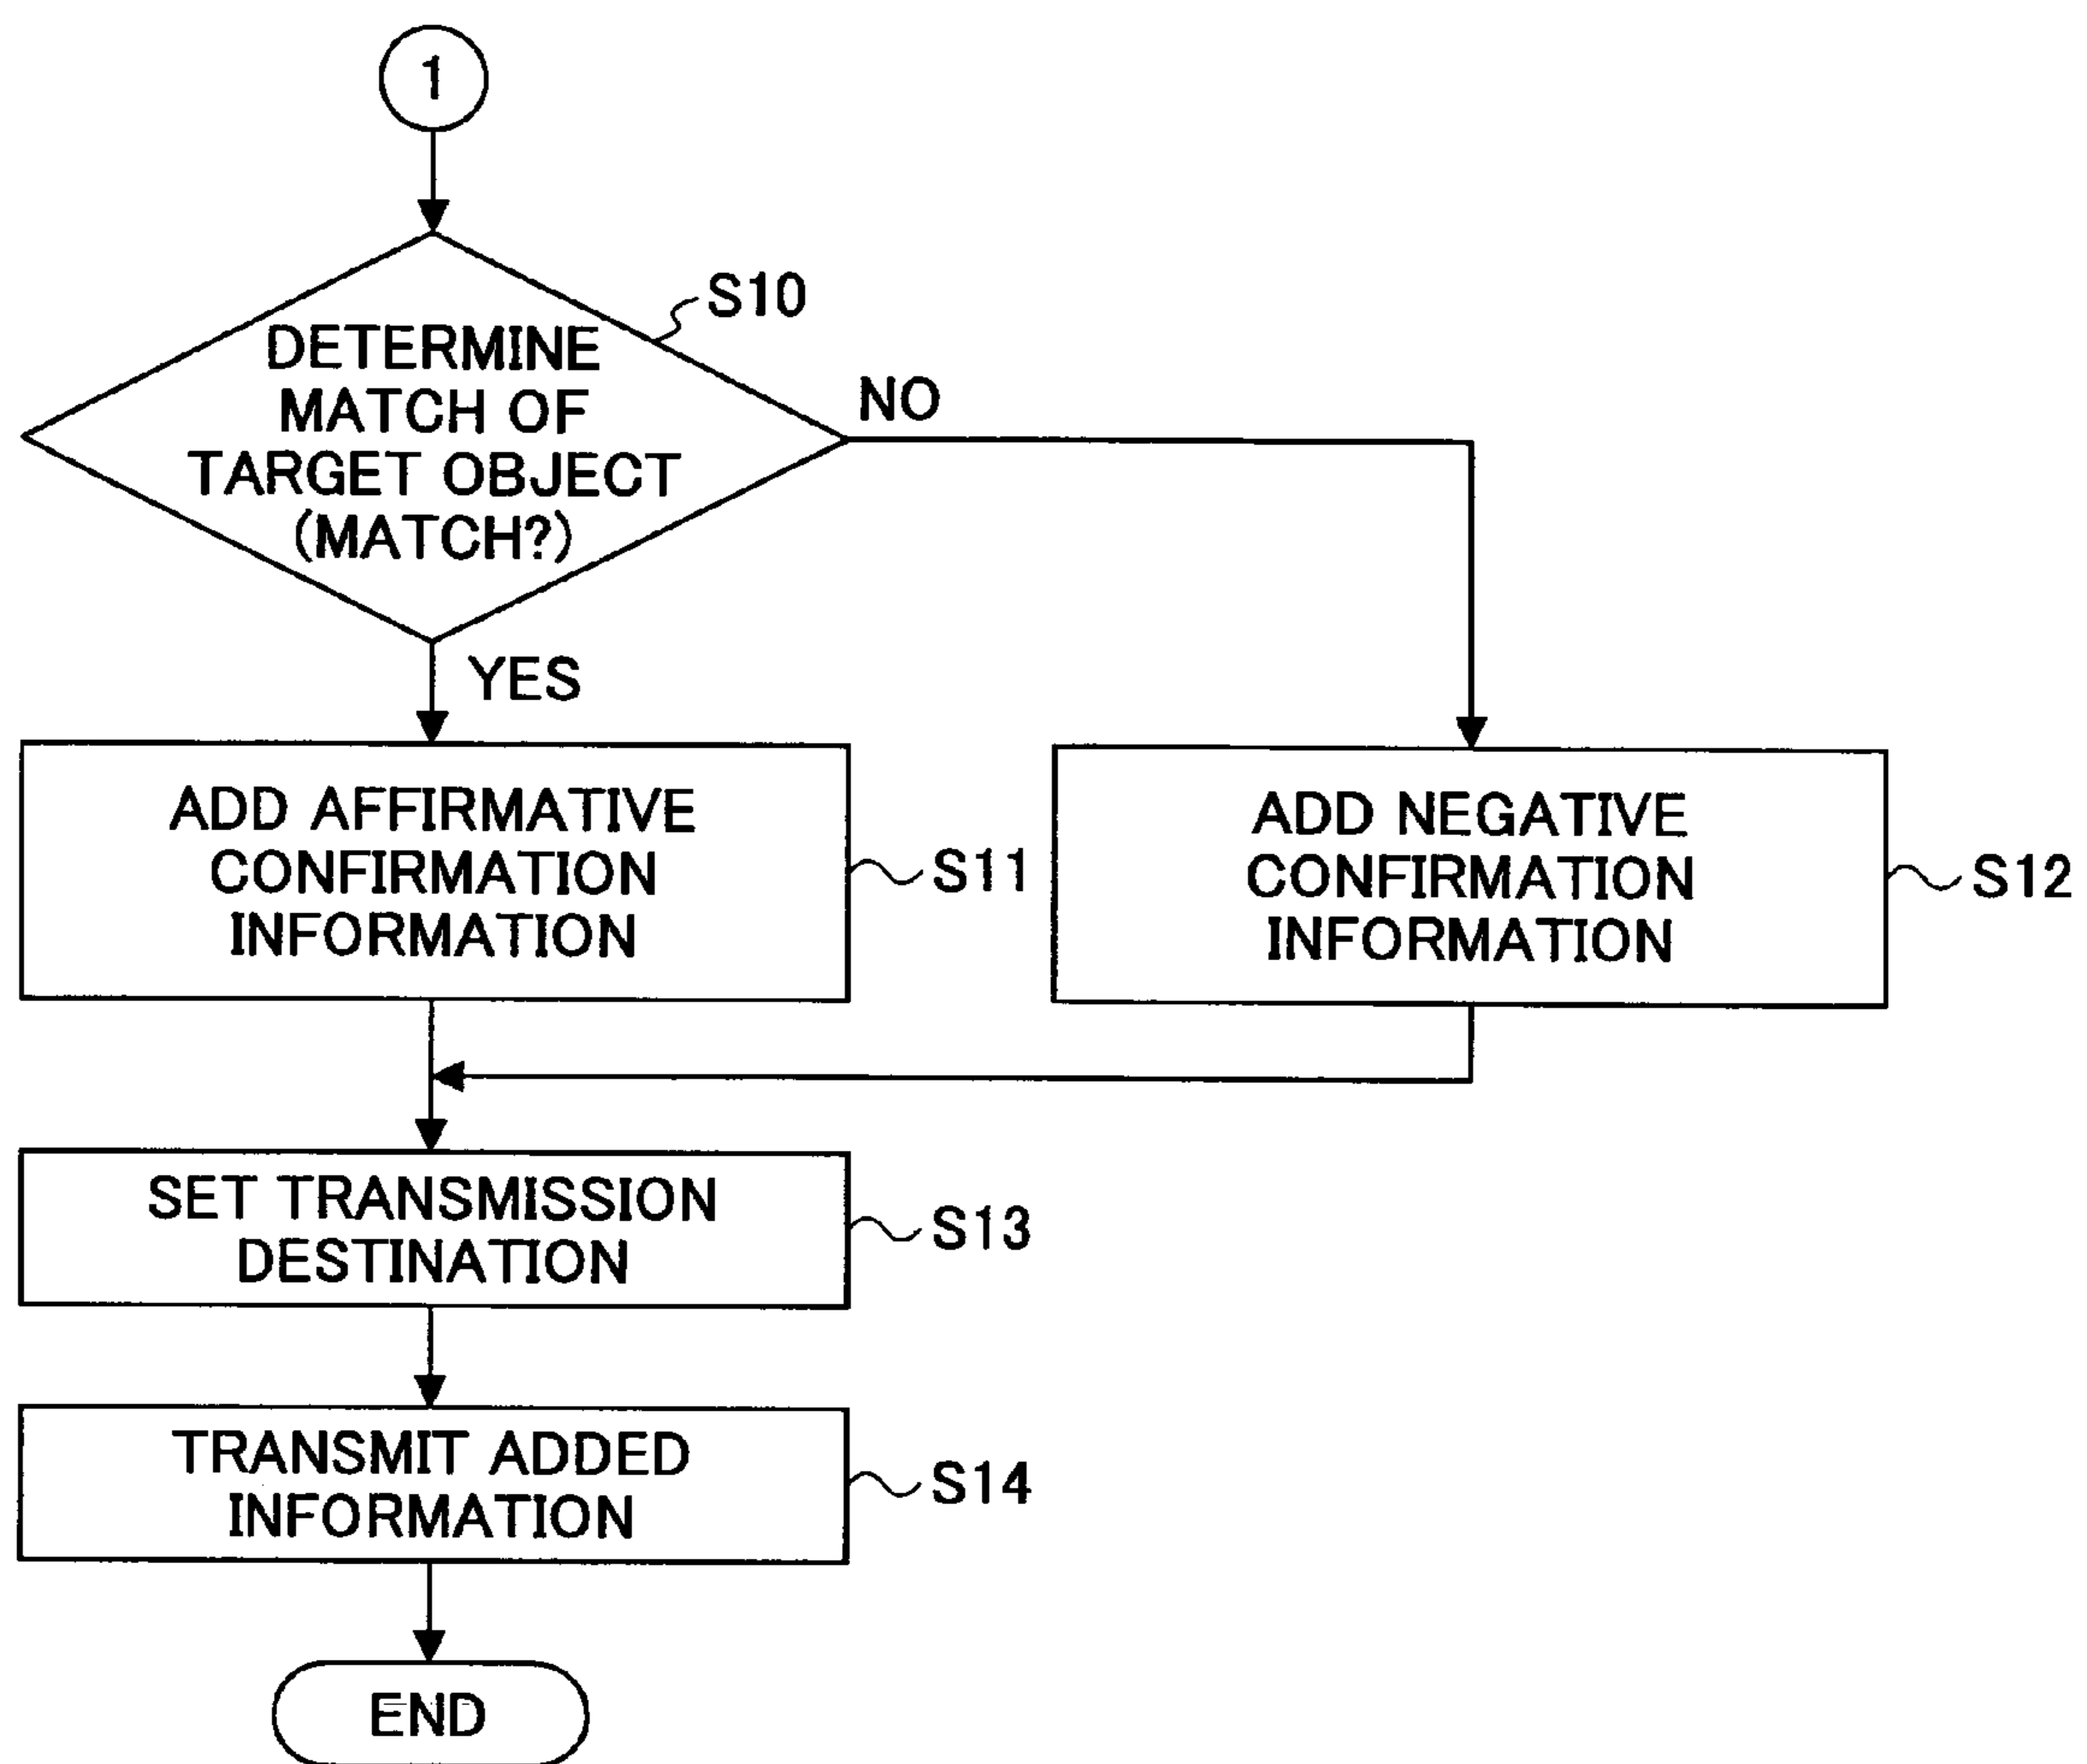 1
S10
DETERMINE
MATCH OF
TARGET OBJECT
(MATCH?)
NO
YES
ADD AFFIRMATIVE
CONFIRMATION
INFORMATION
S11
ADD NEGATIVE
CONFIRMATION
INFORMATION
S12
SET TRANSMISSION
DESTINATION
S13
TRANSMIT ADDED
INFORMATION
S14
END